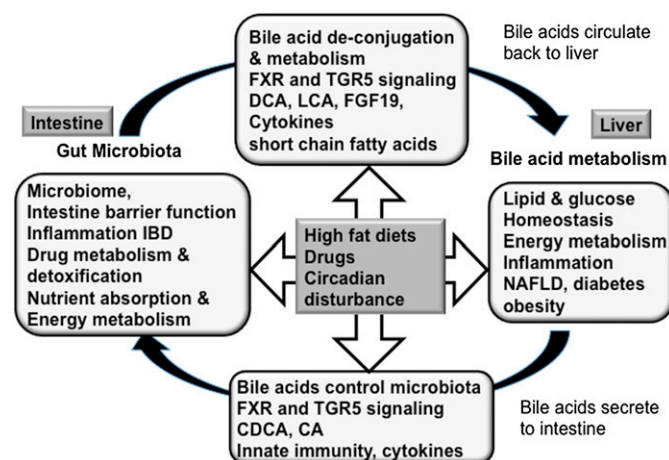 Bile acid de-conjugation
& metabolism
FXR and TGR5 signaling
DCA, LCA, FGF19,
Cytokines
short chain fatty acids
Bile acids circulate
back to liver
Intestine
Gut Microbiota
Liver
Bile acid metabolism
Microbiome,
Intestine barrier function
Inflammation IBD
Drug metabolism &
detoxification
Nutrient absorption &
Energy metabolism
High fat diets
Drugs
Circadian
disturbance
Lipid & glucose
Homeostasis
Energy metabolism
Inflammation
NAFLD, diabetes
obesity
Bile acids control microbiota
FXR and TGR5 signaling
CDCA, CA
Innate immunity, cytokines
Bile acids secrete
to intestine